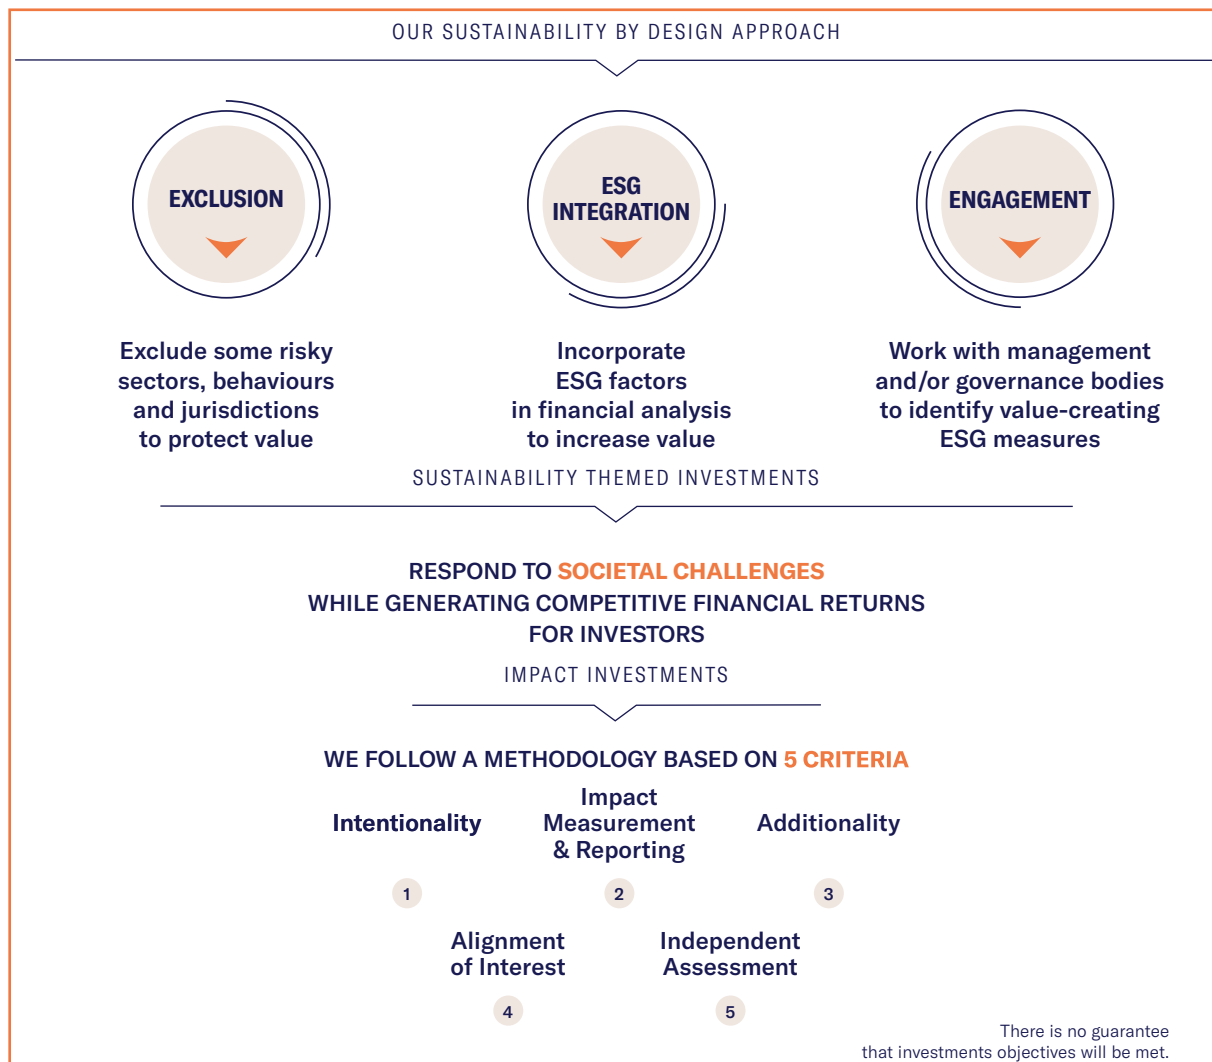 OUR SUSTAINABILITY BY DESIGN APPROACH
EXCLUSION
Exclude some risky
sectors, behaviours
and jurisdictions
to protect value
ESG
INTEGRATION
Incorporate
ESG factors
in financial analysis
to increase value
ENGAGEMENT
Work with management
and/or governance bodies
to identify value-creating
ESG measures
SUSTAINABILITY THEMED INVESTMENTS
RESPOND TO SOCIETAL CHALLENGES
WHILE GENERATING COMPETITIVE FINANCIAL RETURNS
FOR INVESTORS
IMPACT INVESTMENTS
WE FOLLOW A METHODOLOGY BASED ON 5 CRITERIA
Intentionality
1
Impact
Measurement
& Reporting
2
Additionality
3
Alignment
of Interest
4
Independent
Assessment
5
There is no guarantee
that investments objectives will be met.